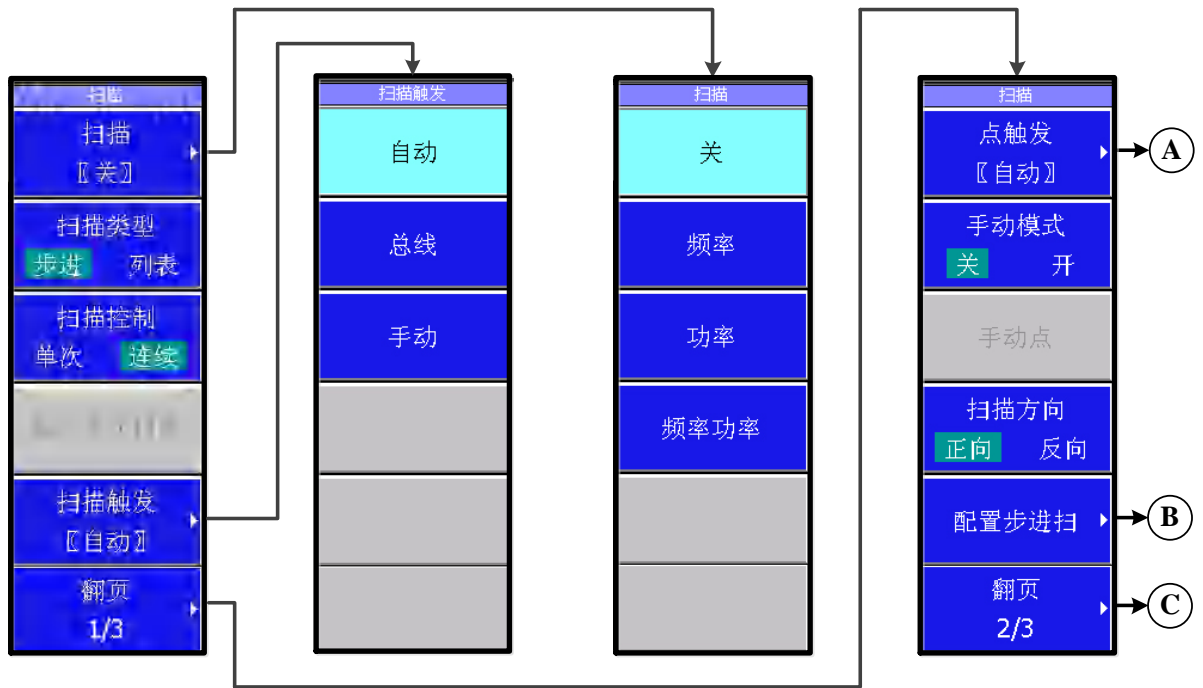 扫描
扫描
〖关〗
扫描类型
步进 列表
扫描控制
单次 连续
扫描触发
〖自动〗
翻页
1/3
扫描触发
自动
总线
手动
扫描
关
频率
功率
频率功率
扫描
点触发
〖自动〗
手动模式
关 开
手动点
扫描方向
正向 反向
配置步进扫
翻页
2/3
A
B
C